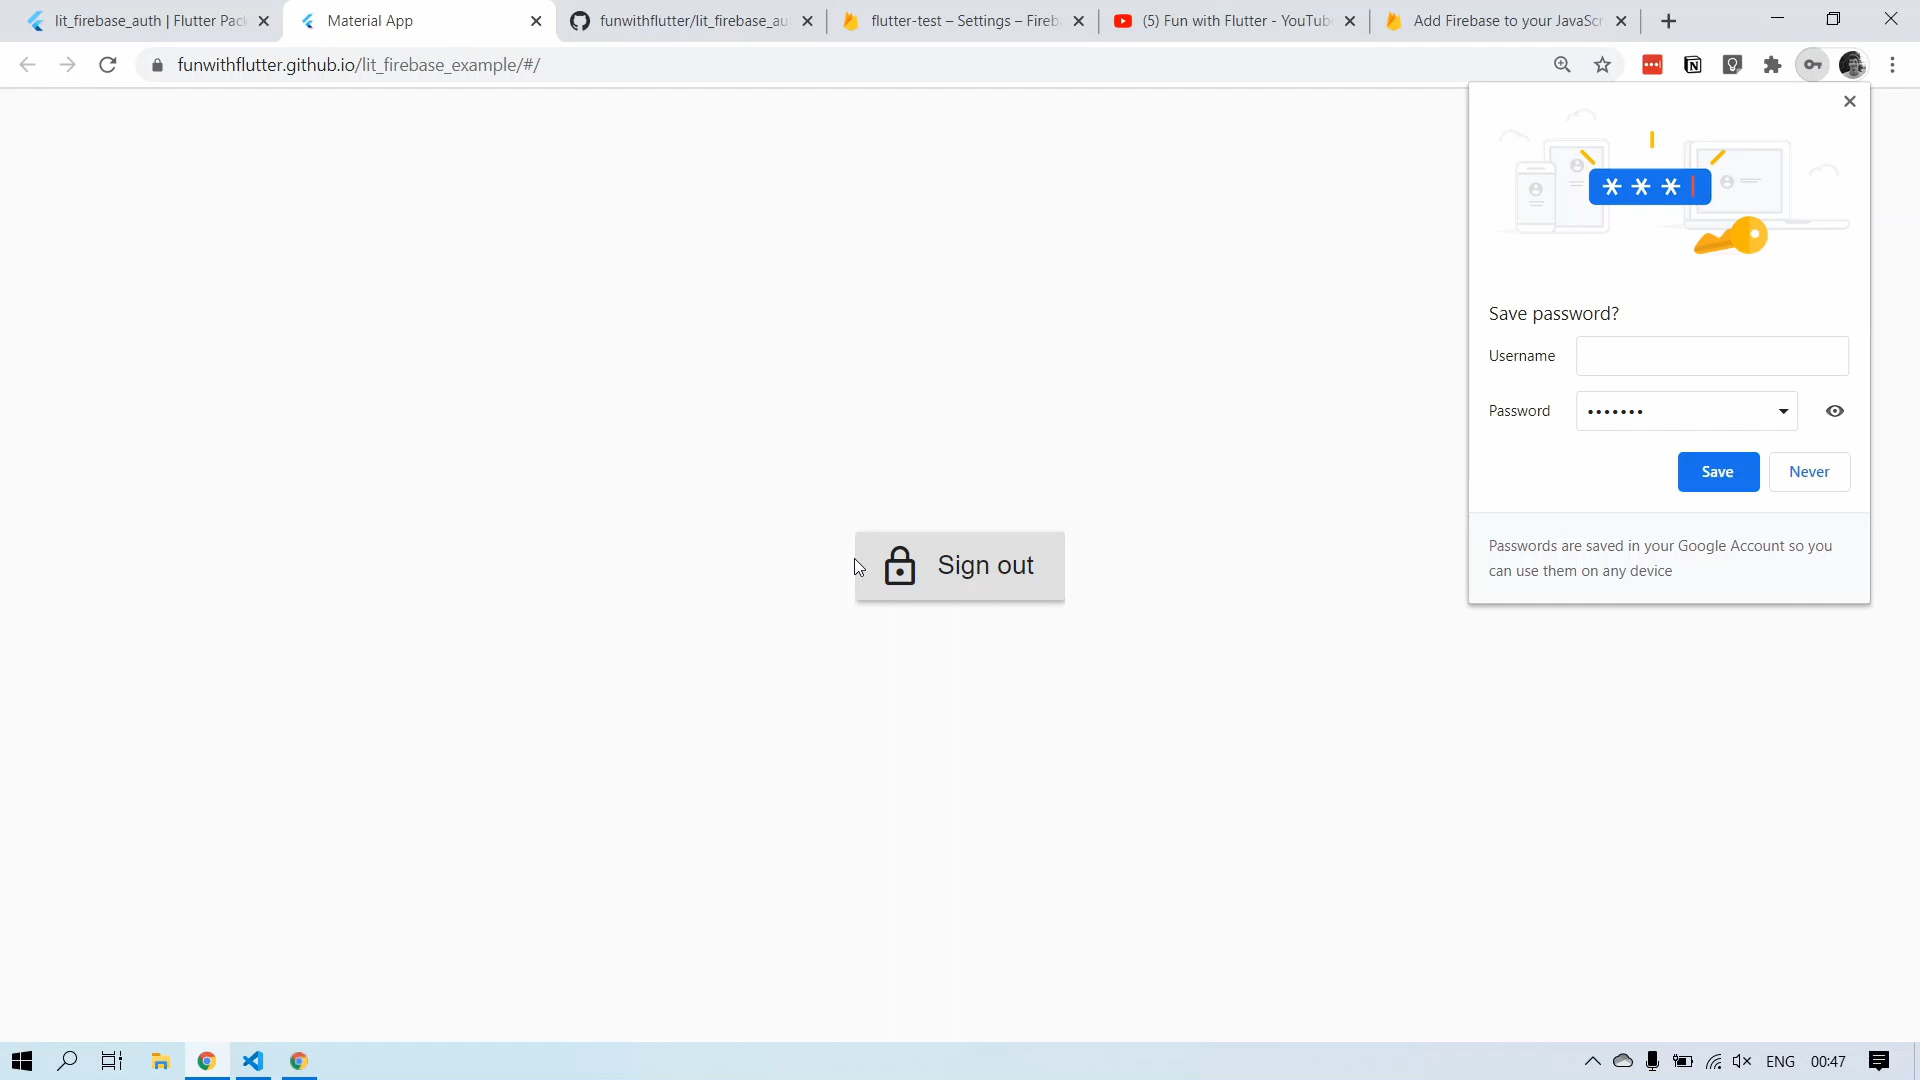 lit_firebase_auth | Flutter Pack
Material App
funwithflutter/lit_firebase_au
flutter-test – Settings – Fireb
(5) Fun with Flutter - YouTube
Add Firebase to your JavaScr
funwithflutter.github.io/lit_firebase_example/#/
* * *
Save password?
Username
Password •••••••
Save
Never
Passwords are saved in your Google Account so you
can use them on any device
Sign out
ENG
00:47